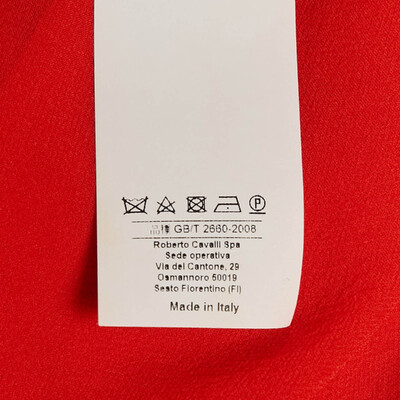 GB/T 2660-2008
Roberto Cavalli Spa
Sede operativa
Via del Cantone, 29
Osmannoro 50019
Sesto Fiorentino (FI)
Made in Italy